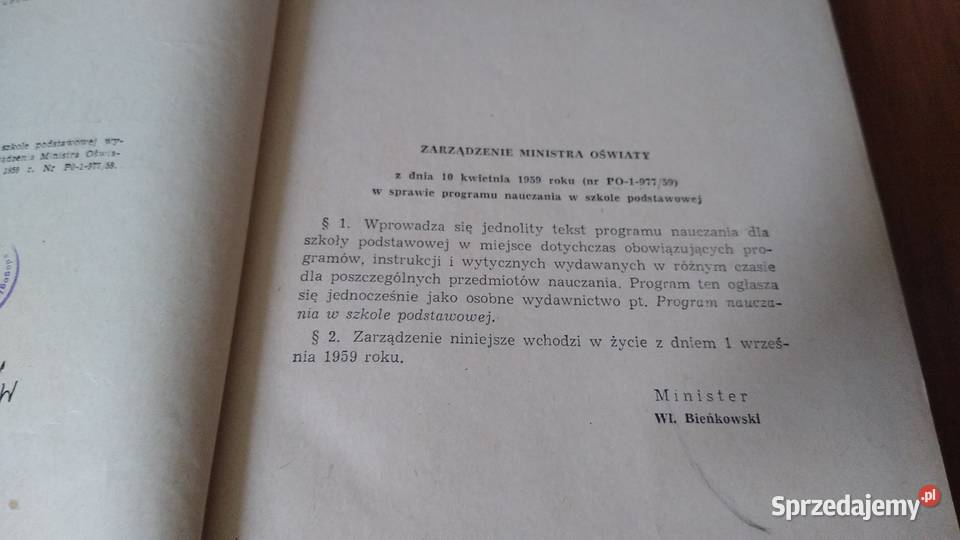 szkole podstawowej wy-
ądzenia Ministra Oświa-
1959 r. Nr PO-1-977/59.
ZARZĄDZENIE MINISTRA OŚWIATY
z dnia 10 kwietnia 1959 roku (nr PO-1-977/59)
w sprawie programu nauczania w szkole podstawowej
§ 1. Wprowadza się jednolity tekst programu nauczania dla
szkoły podstawowej w miejsce dotychczas obowiązujących pro-
gramów, instrukcji i wytycznych wydawanych w różnym czasie
dla poszczególnych przedmiotów nauczania. Program ten ogłasza
się jednocześnie jako osobne wydawnictwo pt. Program naucza-
nia w szkole podstawowej.
§ 2. Zarządzenie niniejsze wchodzi w życie z dniem 1 wrześ-
nia 1959 roku.
Minister
Wł. Bieńkowski
Sprzedajemy.pl